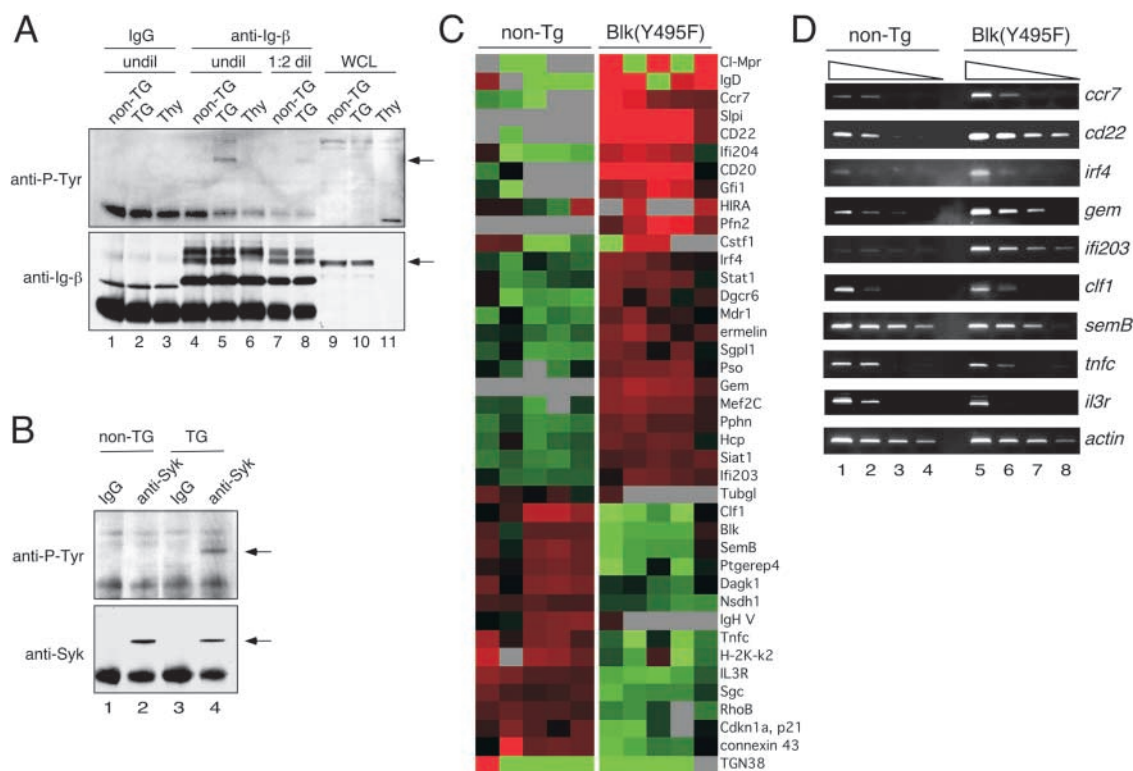 A
IgG anti-Ig-β
undil undil 1:2 dil WCL
non-TG TG Thy non-TG TG Thy non-TG TG non-TG TG Thy
anti-P-Tyr
anti-Ig-β
1 2 3 4 5 6 7 8 9 10 11
B
non-TG TG
IgG anti-Syk IgG anti-Syk
anti-P-Tyr
anti-Syk
1 2 3 4
C
non-Tg Blk(Y495F)
CI-Mpr
IgD
Ccr7
Slpi
CD22
Ifi204
CD20
Gfi1
HIRA
Pfn2
Cstf1
Irf4
Stat1
Dgcr6
Mdr1
ermelin
Sgpl1
Pso
Gem
Mef2C
Pphn
Hcp
Siat1
Ifi203
Tubgl
Clf1
Blk
SemB
Ptgerep4
Dagk1
Nsdh1
IgH V
Tnfc
H-2K-k2
IL3R
Sgc
RhoB
Cdkn1a, p21
connexin 43
TGN38
D
non-Tg Blk(Y495F)
ccr7
cd22
irf4
gem
ifi203
clf1
semB
tnfc
il3r
actin
1 2 3 4 5 6 7 8